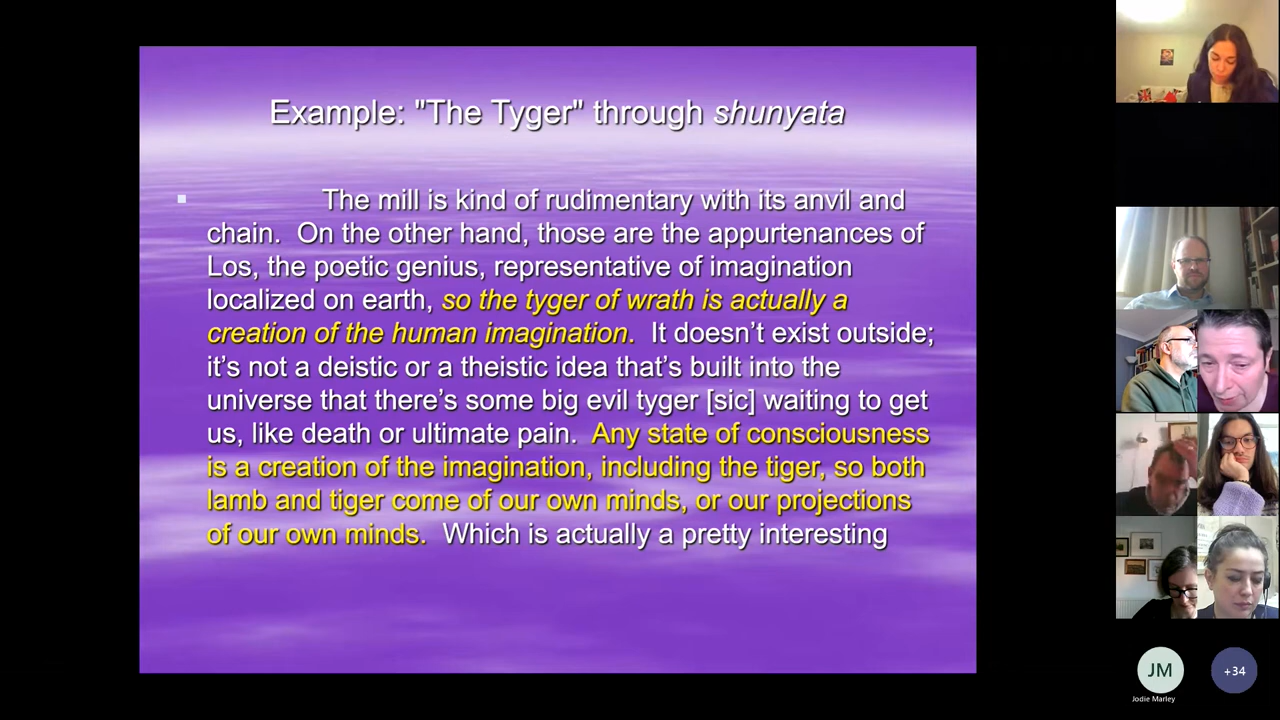 Example: "The Tyger" through shunyata
The mill is kind of rudimentary with its anvil and
chain.  On the other hand, those are the appurtenances of
Los, the poetic genius, representative of imagination
localized on earth, so the tyger of wrath is actually a
creation of the human imagination.  It doesn’t exist outside;
it’s not a deistic or a theistic idea that’s built into the
universe that there’s some big evil tyger [sic] waiting to get
us, like death or ultimate pain.  Any state of consciousness
is a creation of the imagination, including the tiger, so both
lamb and tiger come of our own minds, or our projections
of our own minds.  Which is actually a pretty interesting
JM
Jodie Marley
+34